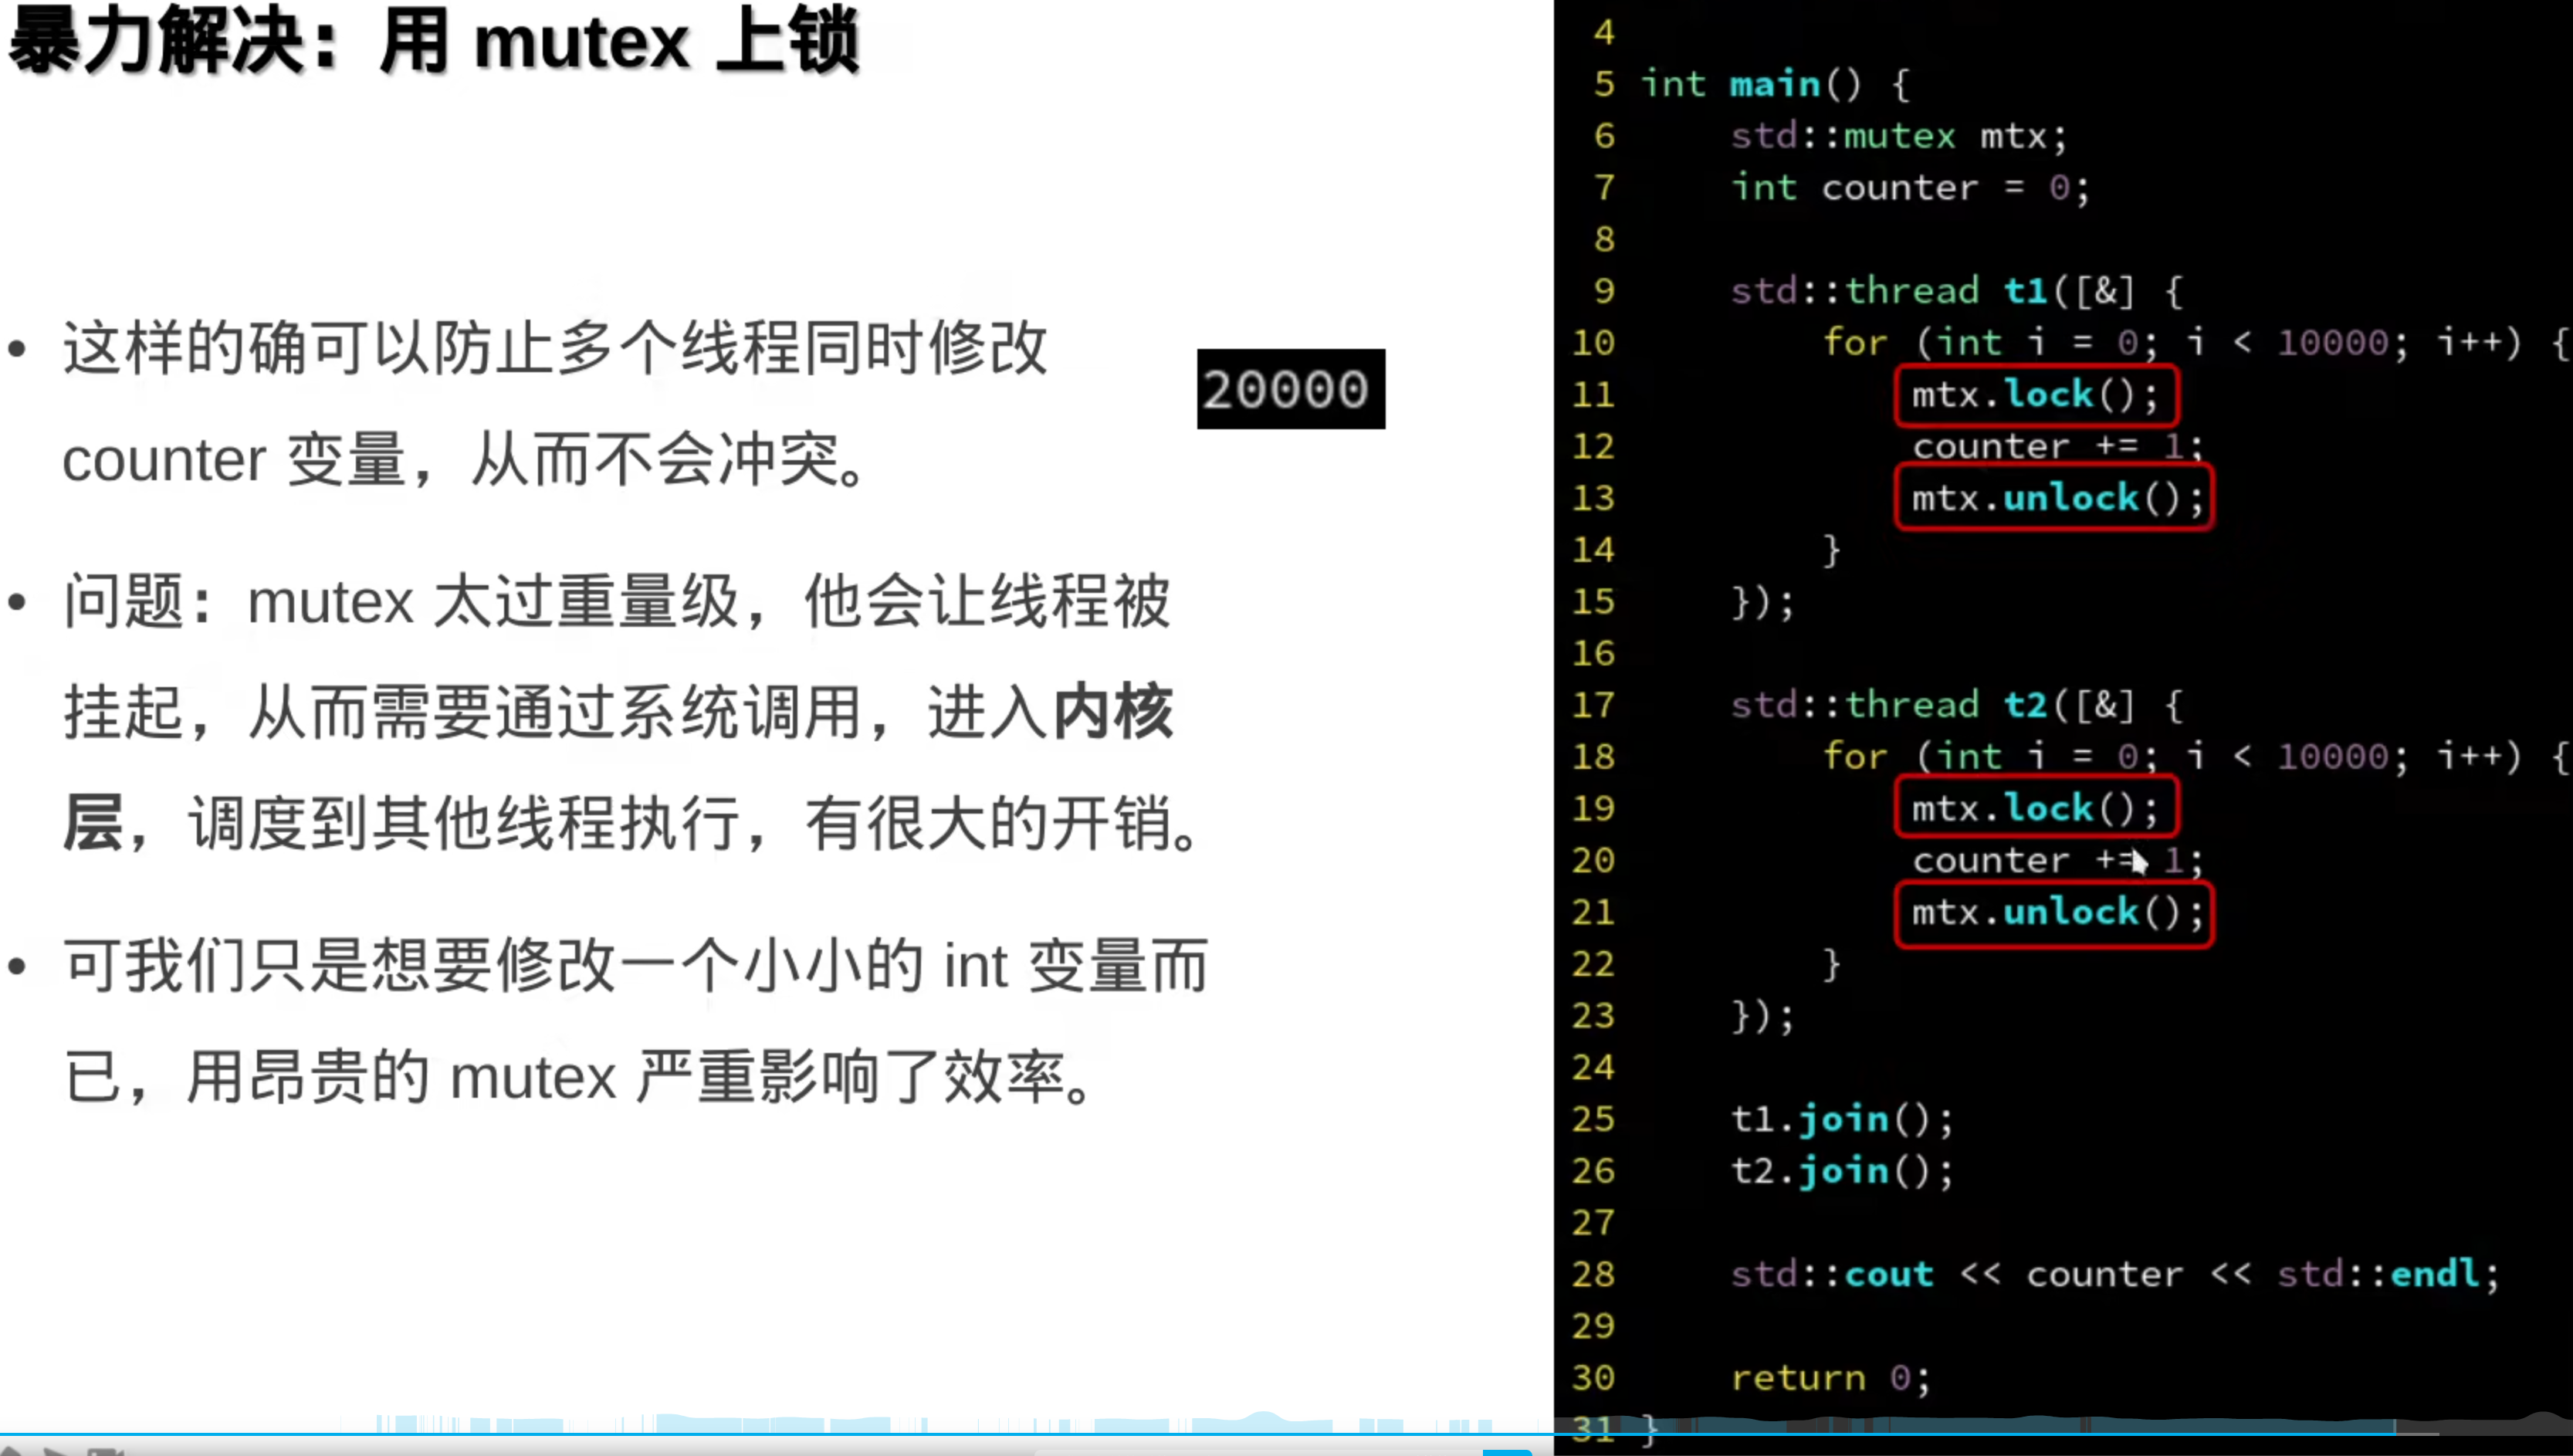 暴力解决：用 mutex 上锁
• 这样的确可以防止多个线程同时修改
counter 变量，从而不会冲突。
• 问题：mutex 太过重量级，他会让线程被
挂起，从而需要通过系统调用，进入内核
层，调度到其他线程执行，有很大的开销。
• 可我们只是想要修改一个小小的 int 变量而
已，用昂贵的 mutex 严重影响了效率。
20000
4
5 int main() {
6     std::mutex mtx;
7     int counter = 0;
8
9     std::thread t1([&] {
10         for (int i = 0; i < 10000; i++) {
11             mtx.lock();
12             counter += 1;
13             mtx.unlock();
14         }
15     });
16
17     std::thread t2([&] {
18         for (int i = 0; i < 10000; i++) {
19             mtx.lock();
20             counter += 1;
21             mtx.unlock();
22         }
23     });
24
25     t1.join();
26     t2.join();
27
28     std::cout << counter << std::endl;
29
30     return 0;
31 }